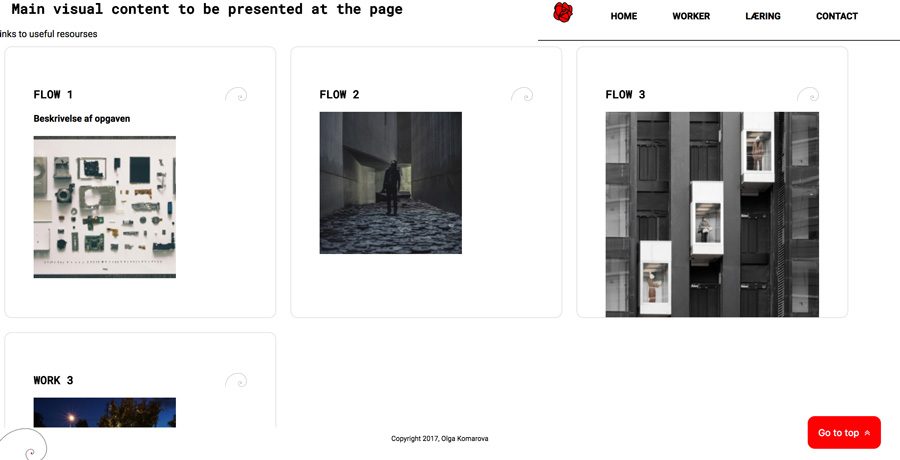 Main visual content to be presented at the page
HOME WORKER LÆRING CONTACT
inks to useful resourses
FLOW 1
Beskrivelse af opgaven
FLOW 2
FLOW 3
WORK 3
Copyright 2017, Olga Komarova
Go to top